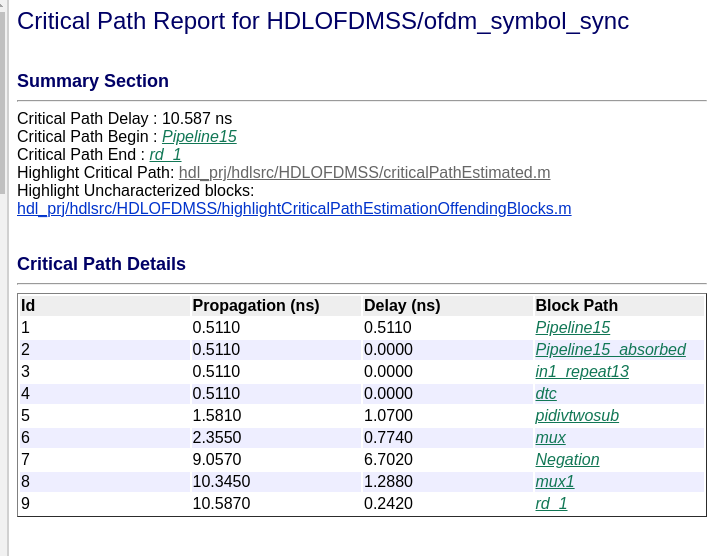 Critical Path Report for HDLOFDMSS/ofdm_symbol_sync
Summary Section
Critical Path Delay : 10.587 ns
Critical Path Begin : Pipeline15
Critical Path End : rd_1
Highlight Critical Path: hdl_prj/hdlsrc/HDLOFDMSS/criticalPathEstimated.m
Highlight Uncharacterized blocks:
hdl_prj/hdlsrc/HDLOFDMSS/highlightCriticalPathEstimationOffendingBlocks.m
Critical Path Details
Id Propagation (ns) Delay (ns) Block Path
1 0.5110 0.5110 Pipeline15
2 0.5110 0.0000 Pipeline15_absorbed
3 0.5110 0.0000 in1_repeat13
4 0.5110 0.0000 dtc
5 1.5810 1.0700 pidivtwosub
6 2.3550 0.7740 mux
7 9.0570 6.7020 Negation
8 10.3450 1.2880 mux1
9 10.5870 0.2420 rd_1